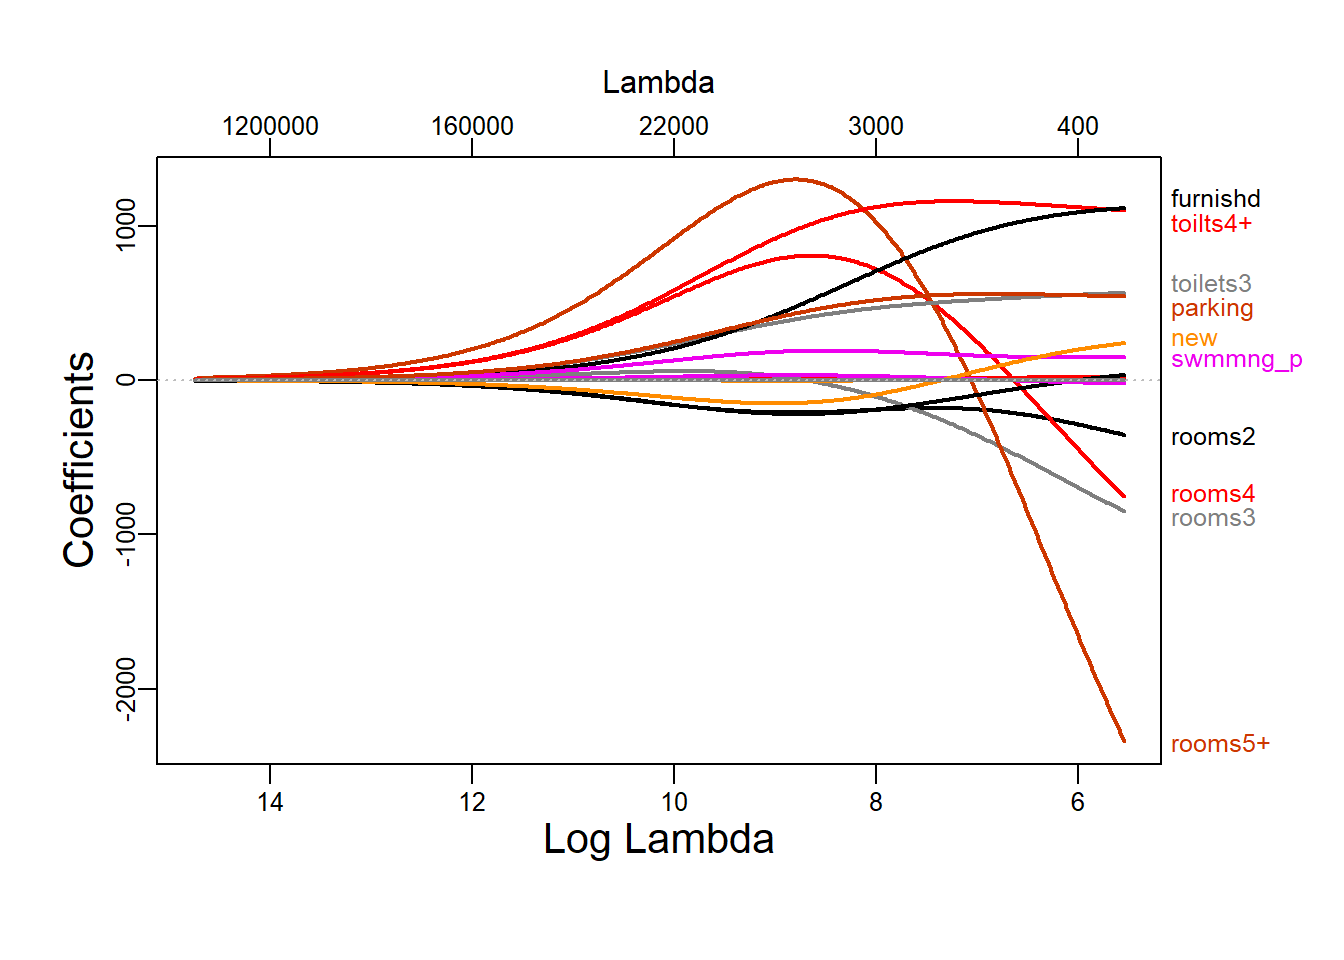 Lambda
1200000 160000 22000 3000 400
Coefficients
1000
0
-1000
-2000
furnishd
toilts4+
toilets3
parking
new
swmmng_p
rooms2
rooms4
rooms3
rooms5+
14 12 10 8 6
Log Lambda